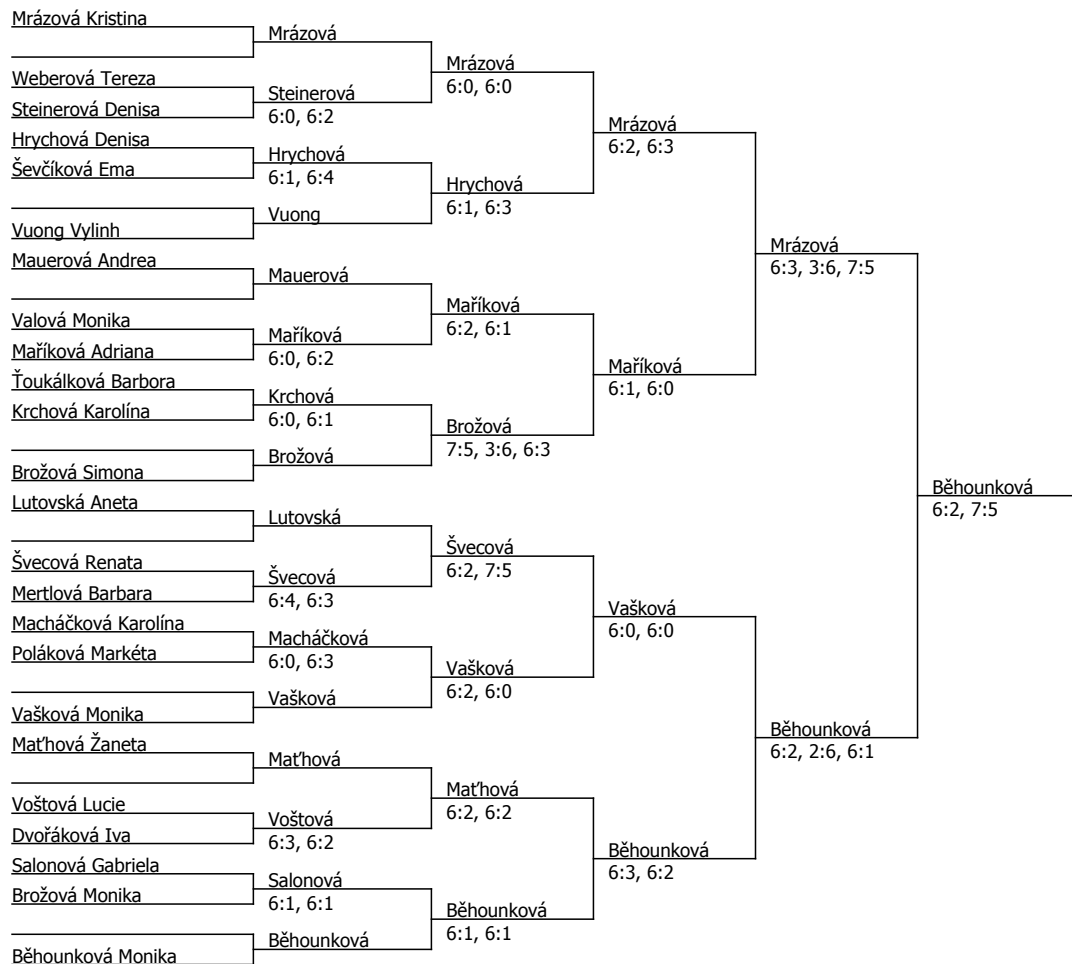 Mrázová Kristina
Mrázová
Mrázová
6:0, 6:0
Weberová Tereza
Steinerová
6:0, 6:2
Steinerová Denisa
Mrázová
6:2, 6:3
Hrychová Denisa
Hrychová
6:1, 6:4
Ševčíková Ema
Hrychová
6:1, 6:3
Vuong
Vuong Vylinh
Mrázová
6:3, 3:6, 7:5
Mauerová Andrea
Mauerová
Maříková
6:2, 6:1
Valová Monika
Maříková
6:0, 6:2
Maříková Adriana
Maříková
6:1, 6:0
Ťoukálková Barbora
Krchová
6:0, 6:1
Krchová Karolína
Brožová
7:5, 3:6, 6:3
Brožová
Brožová Simona
Běhounková
6:2, 7:5
Lutovská Aneta
Lutovská
Švecová
6:2, 7:5
Švecová Renata
Švecová
6:4, 6:3
Mertlová Barbara
Vašková
6:0, 6:0
Macháčková Karolína
Macháčková
6:0, 6:3
Poláková Markéta
Vašková
6:2, 6:0
Vašková
Vašková Monika
Běhounková
6:2, 2:6, 6:1
Maťhová Žaneta
Maťhová
Maťhová
6:2, 6:2
Voštová Lucie
Voštová
6:3, 6:2
Dvořáková Iva
Běhounková
6:3, 6:2
Salonová Gabriela
Salonová
6:1, 6:1
Brožová Monika
Běhounková
6:1, 6:1
Běhounková
Běhounková Monika